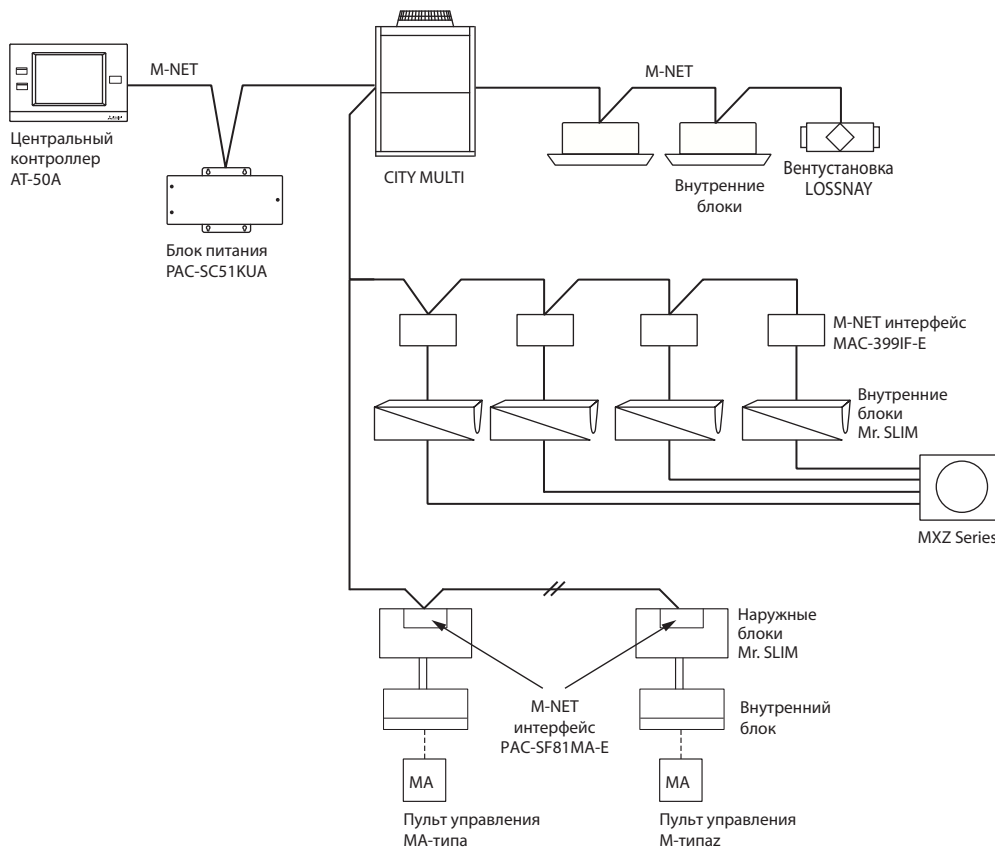 M-NET
M-NET
Центральный
контроллер
AT-50A
CITY MULTI
Внутренние
блоки
Вентустановка
LOSSNAY
Блок питания
PAC-SC51KUA
M-NET интерфейс
MAC-399IF-E
Внутренние
блоки
Mr. SLIM
MXZ Series
Наружные
блоки
Mr. SLIM
M-NET
интерфейс
PAC-SF81MA-E
Внутренний
блок
MA
MA
Пульт управления
MA-типа
Пульт управления
M-типаz